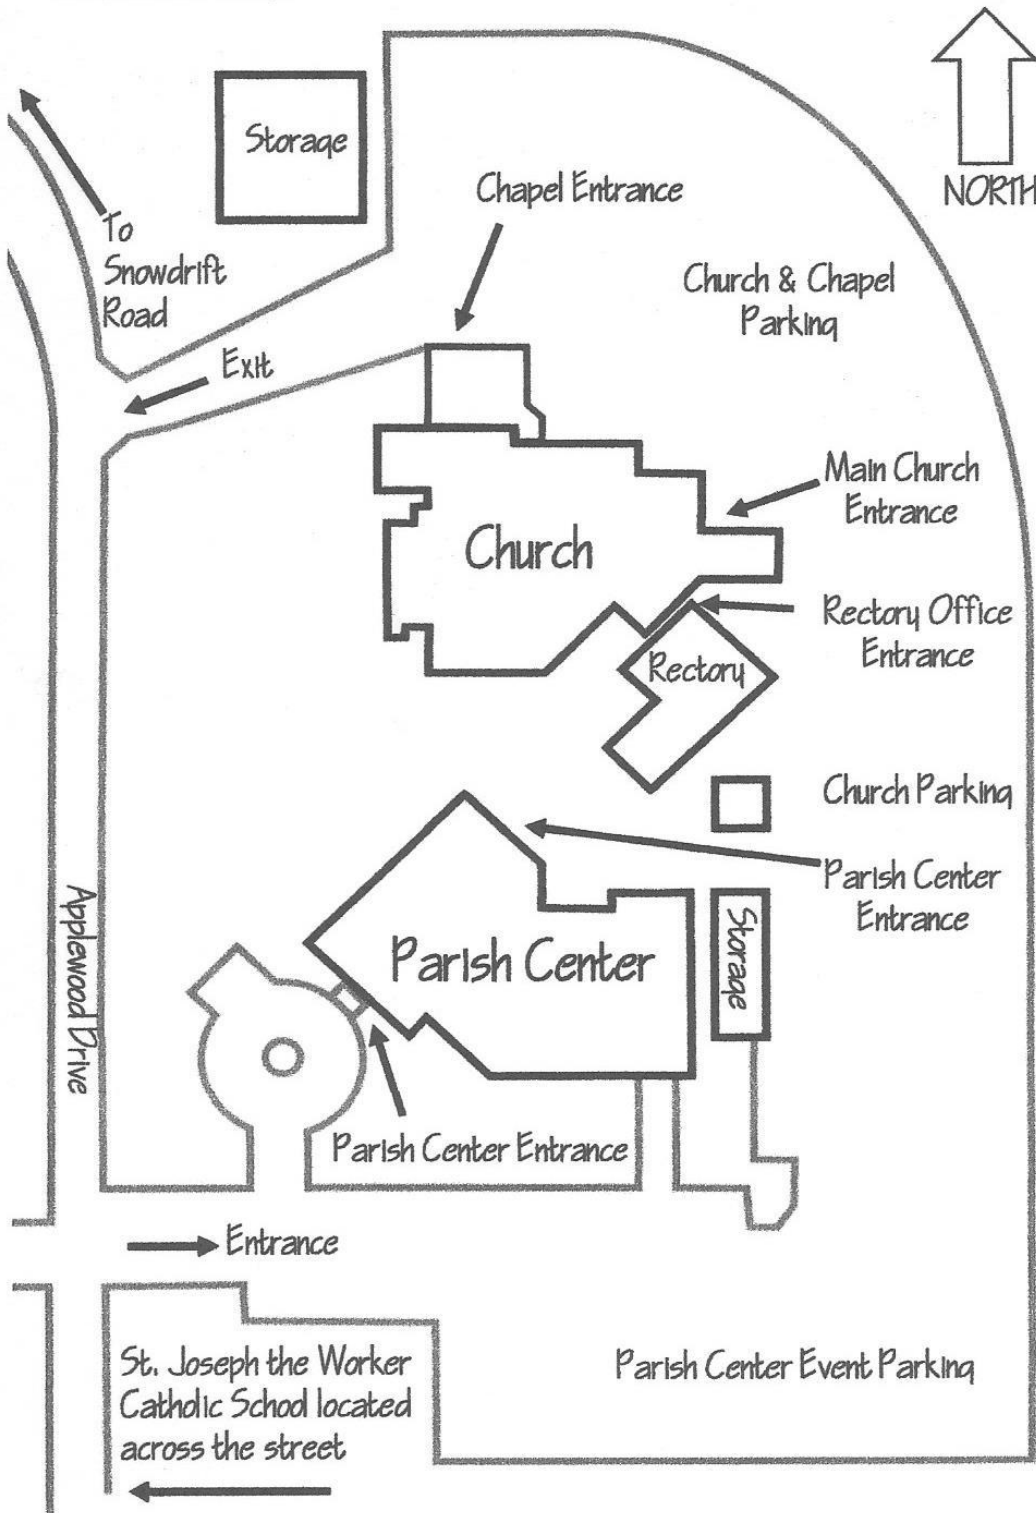 NORTH
Storage
Chapel Entrance
To
Snowdrift
Road
Church & Chapel
Parking
Exit
Main Church
Entrance
Church
Rectory Office
Entrance
Rectory
Church Parking
Parish Center
Entrance
Applewood Drive
Parish Center
Storage
Parish Center Entrance
Entrance
St. Joseph the Worker
Catholic School located
across the street
Parish Center Event Parking